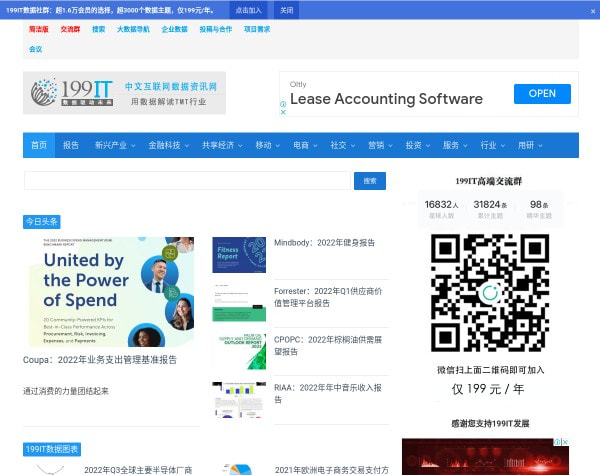 199IT数据社群：超1.6万会员的选择，超3000个数据主题，仅199元/年。 点击加入 关闭 ×
简洁版 交流群 搜索 大数据导航 企业数据 投稿与合作 项目需求
会议
199IT
数据驱动未来
中文互联网数据资讯网
用数据解读TMT行业
Oltly
Lease Accounting Software
OPEN
首页 报告 新兴产业 金融科技 共享经济 移动 电商 社交 营销 投资 服务 行业 用研
搜索
今日头条
United by
the Power
of Spend
20 Community-Powered KPIs for
Best-in-Class Performance Across
Procurement, Risk, Invoicing,
Expenses, and Payments
Coupa：2022年业务支出管理基准报告
通过消费的力量团结起来
Fitness
Report
Mindbody：2022年健身报告
Forrester：2022年Q1供应商价
值管理平台报告
PALM OIL
SUPPLY AND DEMAND
OUTLOOK REPORT
2022
CPOPC：2022年棕榈油供需展
望报告
RIAA：2022年年中音乐收入报
告
199IT数据图表
2022年Q3全球主要半导体厂商
2021年欧洲电子商务交易支付方
199IT高端交流群
16832人 31824条 98条
星球人数 累计主题 精华主题
微信扫上面二维码即可加入
仅 199 元 / 年
感谢您支持199IT发展